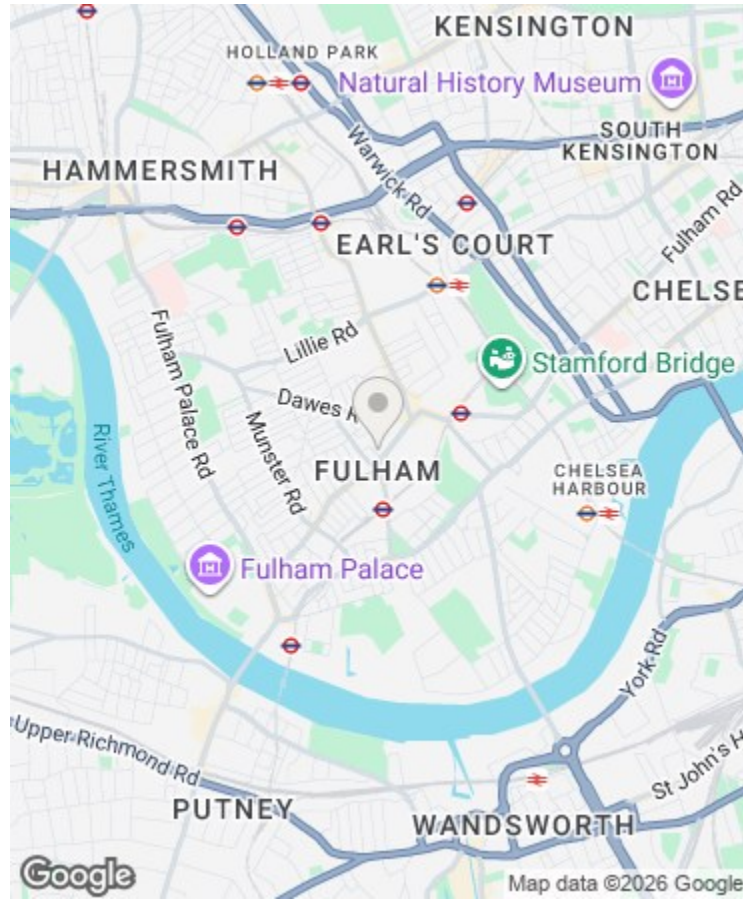 KENSINGTON
HOLLAND PARK
Natural History Museum
SOUTH
KENSINGTON
Warwick Rd
HAMMERSMITH
Fulham Rd
EARL'S COURT
CHELSE
Lillie Rd
Fulham Palace Rd
Stamford Bridge
Dawes R
Munster Rd
River Thames
FULHAM
CHELSEA
HARBOUR
Fulham Palace
York Rd
Upper Richmond Rd
St John's H
PUTNEY
WANDSWORTH
Google
Map data ©2026 Google